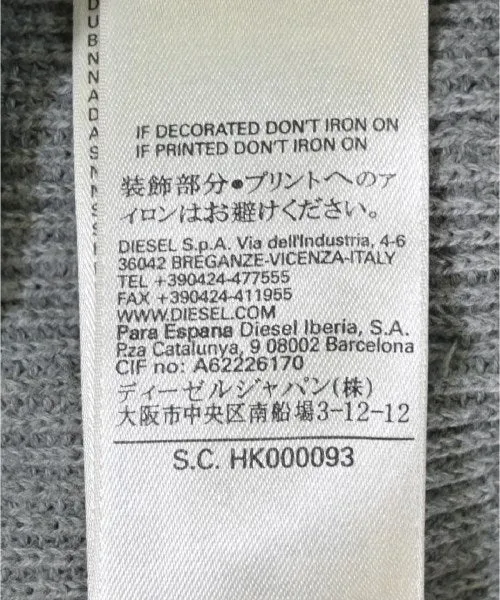 IF DECORATED DON'T IRON ON
IF PRINTED DON'T IRON ON
装飾部分●プリントへのア
イロンはお避けください。
DIESEL S.p.A. Via dell'Industria, 4-6
36042 BREGANZE-VICENZA-ITALY
TEL +390424-477555
FAX +390424-411955
WWW.DIESEL.COM
Para Espana Diesel Iberia, S.A.
P.za Catalunya, 9 08002 Barcelona
CIF no: A62226170
ディーゼルジャパン(株)
大阪市中央区南船場3-12-12
S.C. HK000093